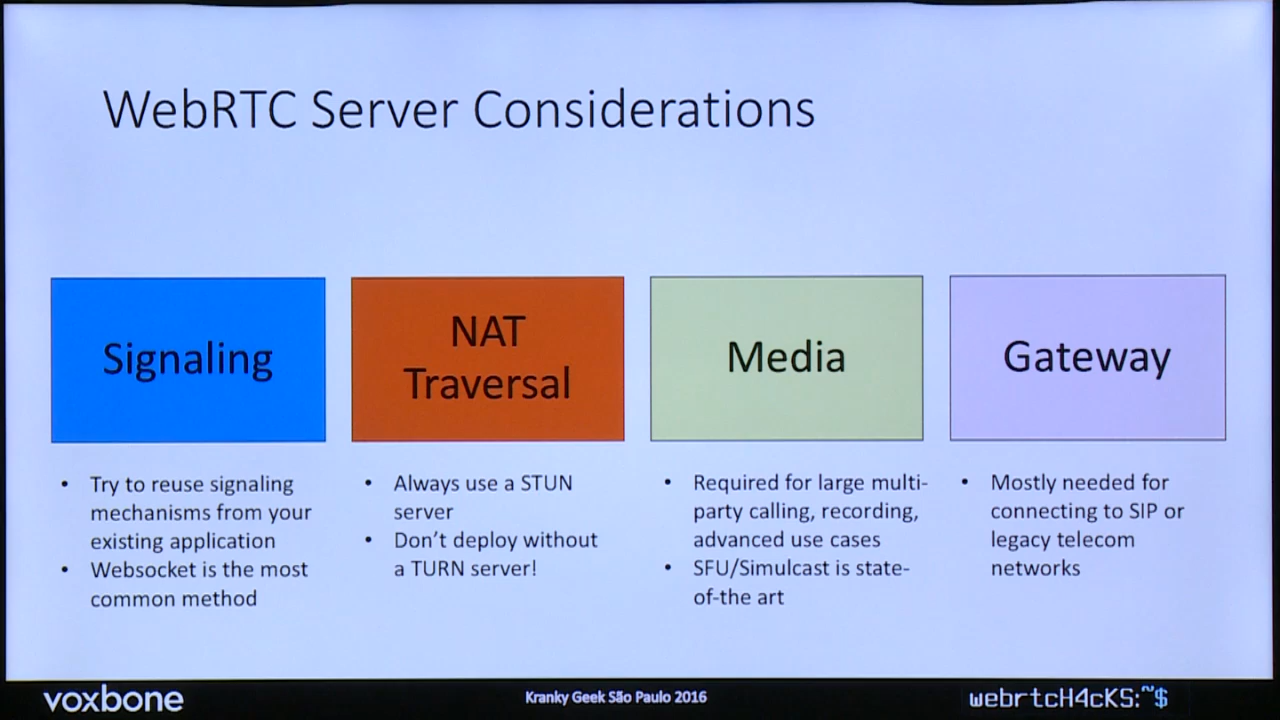 WebRTC Server Considerations
Signaling
NAT
Traversal
Media
Gateway
• Try to reuse signaling
mechanisms from your
existing application
• Websocket is the most
common method
• Always use a STUN
server
• Don't deploy without
a TURN server!
• Required for large multi-
party calling, recording,
advanced use cases
• SFU/Simulcast is state-
of-the art
• Mostly needed for
connecting to SIP or
legacy telecom
networks
voxbone
Kranky Geek São Paulo 2016
webrtcH4cKS:~$